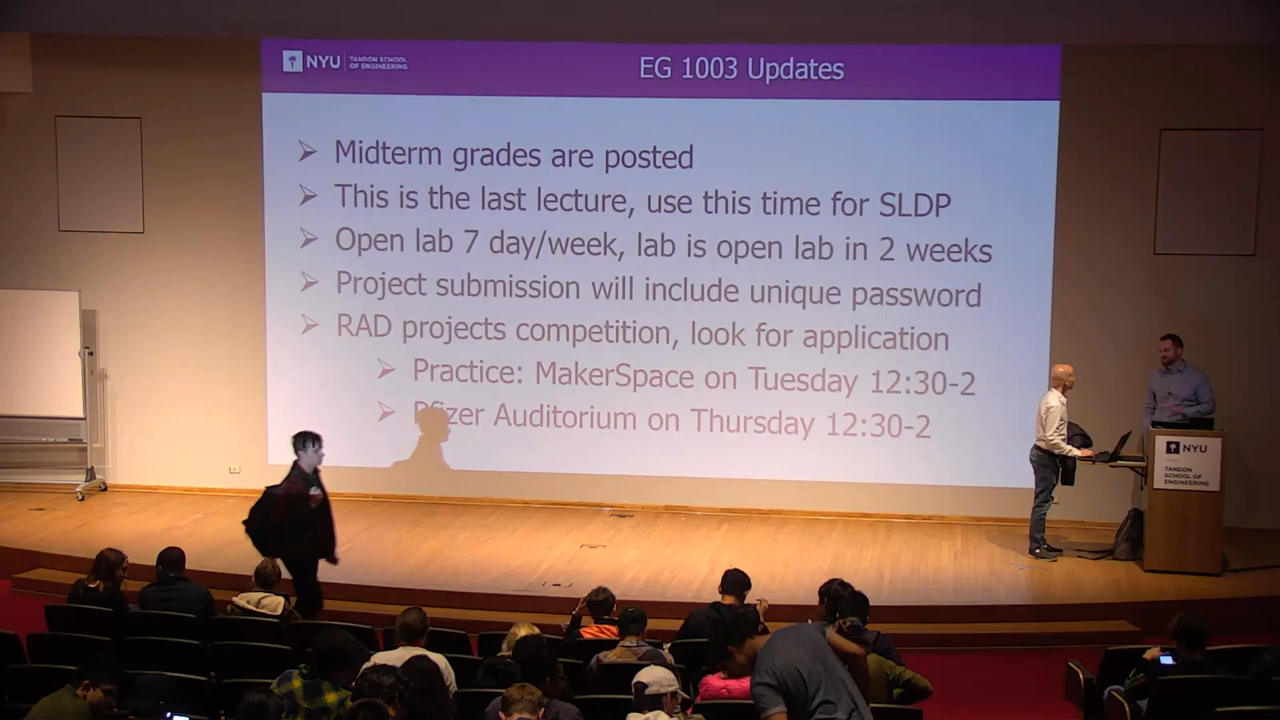 NYU TANDON SCHOOL
OF ENGINEERING
EG 1003 Updates
Midterm grades are posted
This is the last lecture, use this time for SLDP
Open lab 7 day/week, lab is open lab in 2 weeks
Project submission will include unique password
RAD projects competition, look for application
Practice: MakerSpace on Tuesday 12:30-2
Pfizer Auditorium on Thursday 12:30-2
NYU
TANDON
SCHOOL OF
ENGINEERING